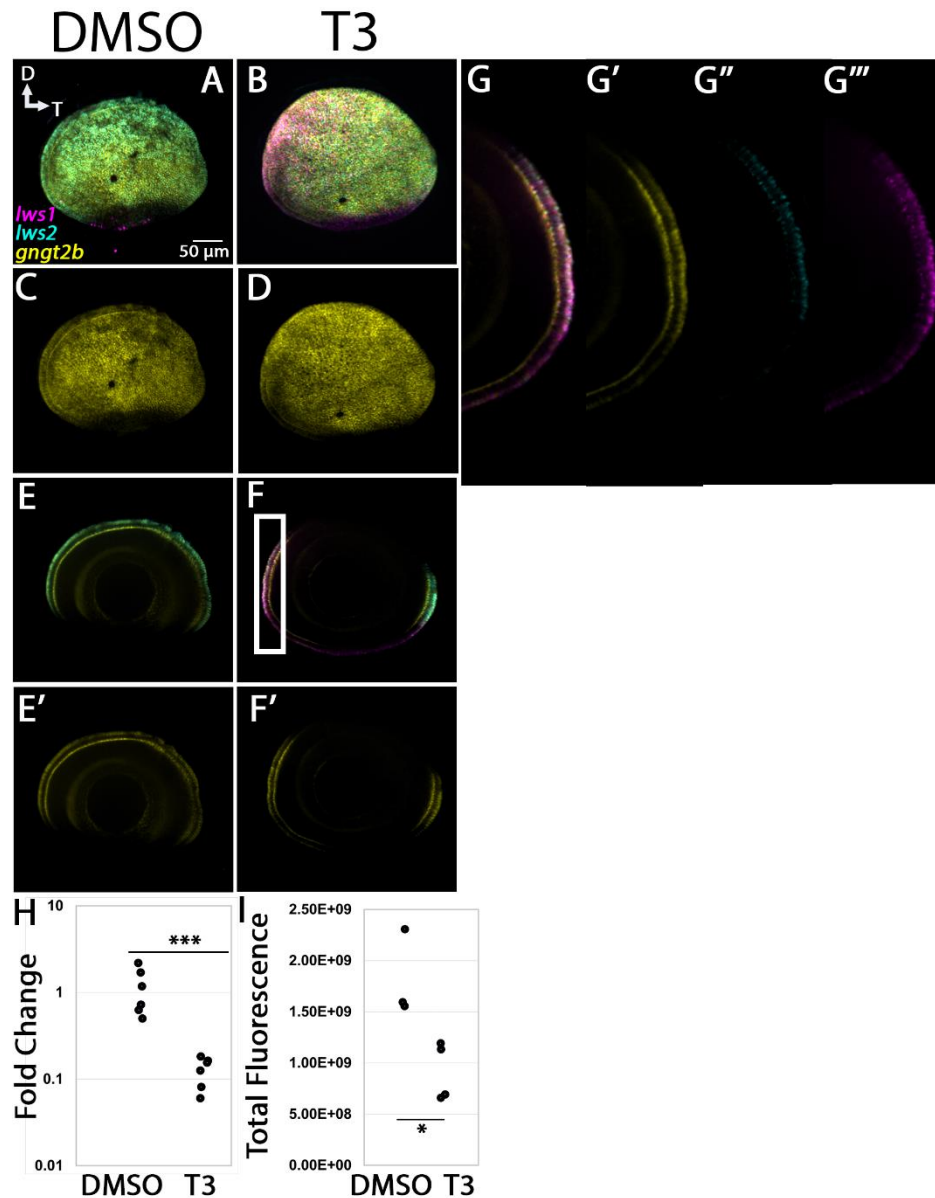 DMSO T3
A B G G′ G″ G‴
D
T
lws1
lws2
gngt2b
50 μm
C D
E F
E′ F′
H I
Fold Change
10
1
0.1
0.01
***
DMSO T3
Total Fluorescence
2.50E+09
2.00E+09
1.50E+09
1.00E+09
5.00E+08
0.00E+00
*
DMSO T3